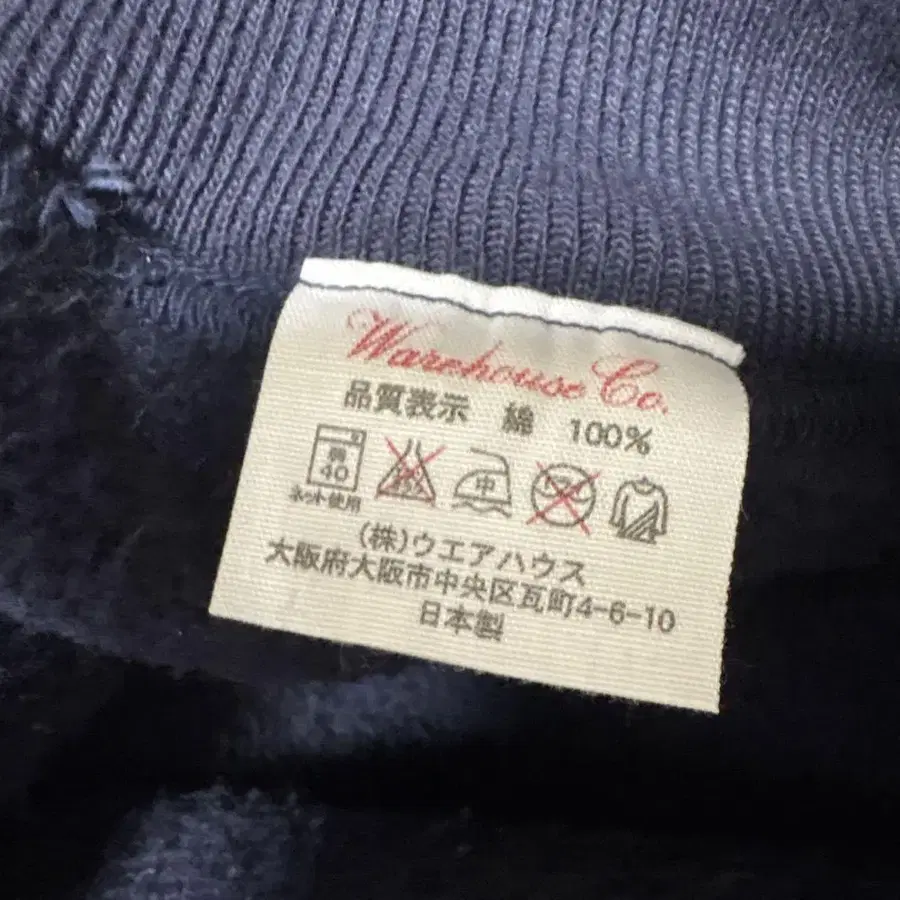 Warehouse Co.
品質表示 綿 100%
40 中
ネット使用
(株)ウエアハウス
大阪府大阪市中央区瓦町4-6-10
日本製